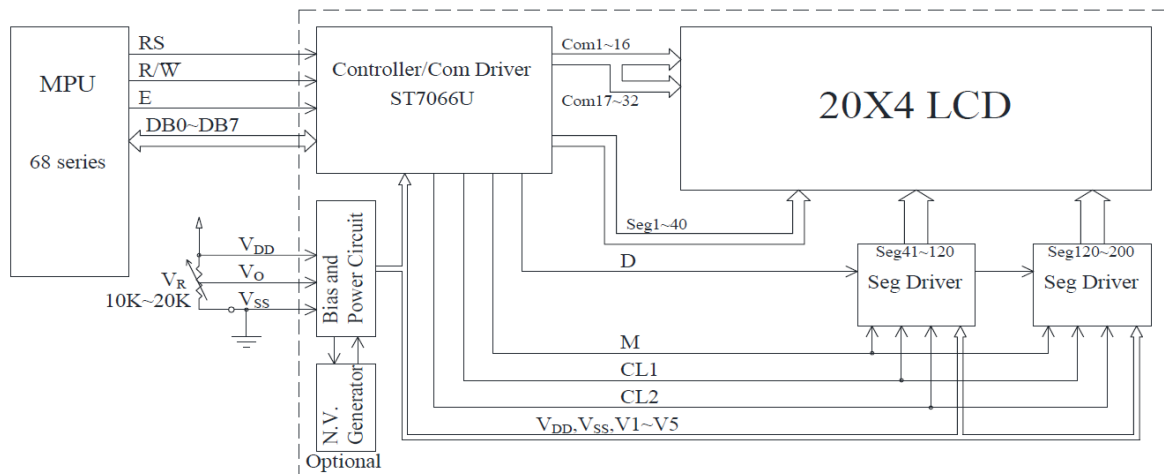 MPU
68 series
RS
R/W̅
E
DB0~DB7
Controller/Com Driver
ST7066U
Com1~16
Com17~32
20X4 LCD
Seg1~40
Seg41~120
Seg Driver
Seg120~200
Seg Driver
D
M
CL1
CL2
VDD,VSS,V1~V5
VDD
VR
VO
10K~20K
VSS
Bias and
Power Circuit
N.V.
Generator
Optional